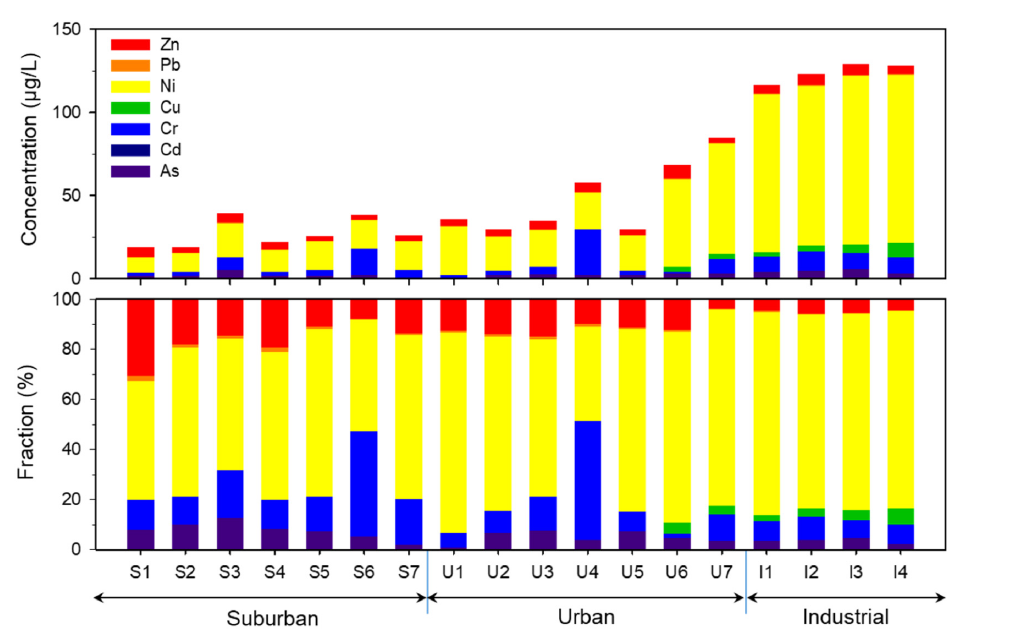 150
100
50
0
Concentration (µg/L)
Zn
Pb
Ni
Cu
Cr
Cd
As
100
80
60
40
20
0
Fraction (%)
S1 S2 S3 S4 S5 S6 S7 U1 U2 U3 U4 U5 U6 U7 I1 I2 I3 I4
Suburban Urban Industrial